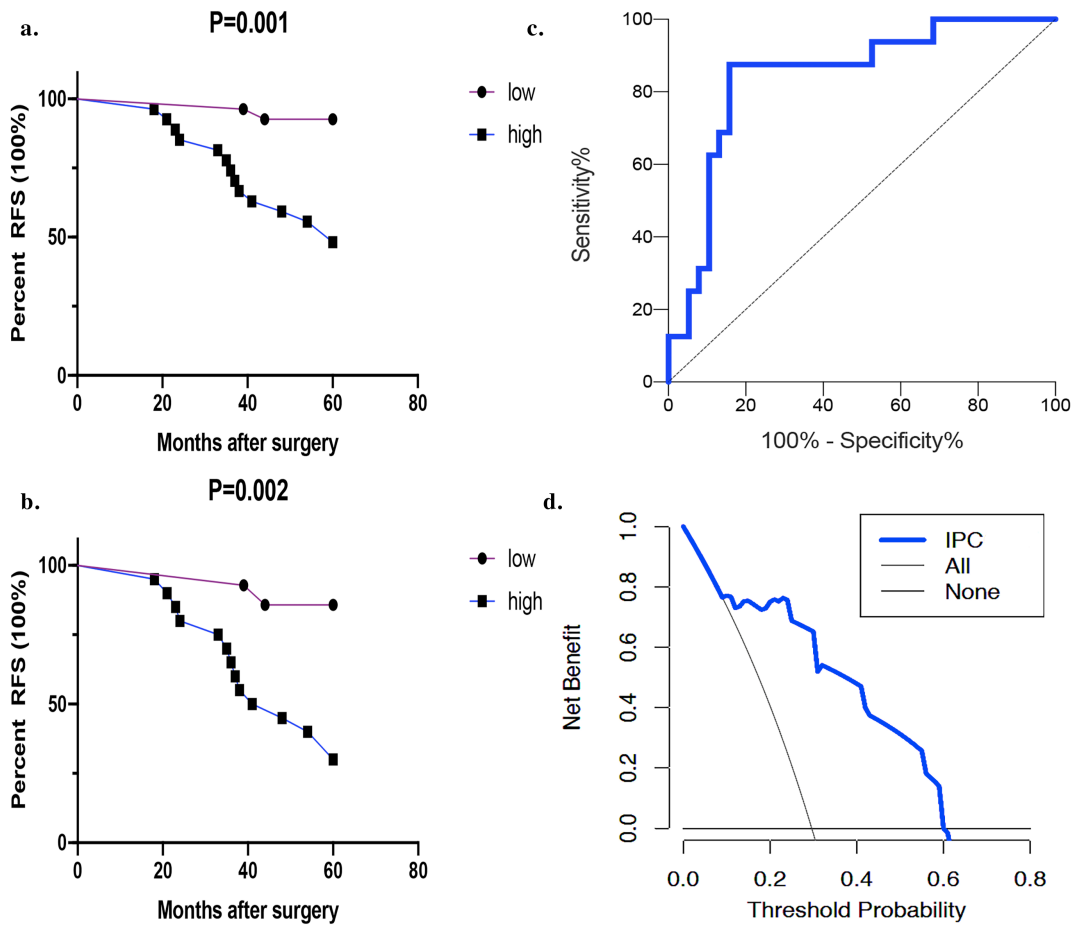 a.
P=0.001
Percent RFS (100%)
100
50
0
0 20 40 60 80
Months after surgery
low
high
b.
P=0.002
Percent RFS (100%)
100
50
0
0 20 40 60 80
Months after surgery
low
high
c.
Sensitivity%
100
80
60
40
20
0
0 20 40 60 80 100
100% - Specificity%
d.
Net Benefit
1.0
0.8
0.6
0.4
0.2
0.0
0.0 0.2 0.4 0.6 0.8
Threshold Probability
IPC
All
None